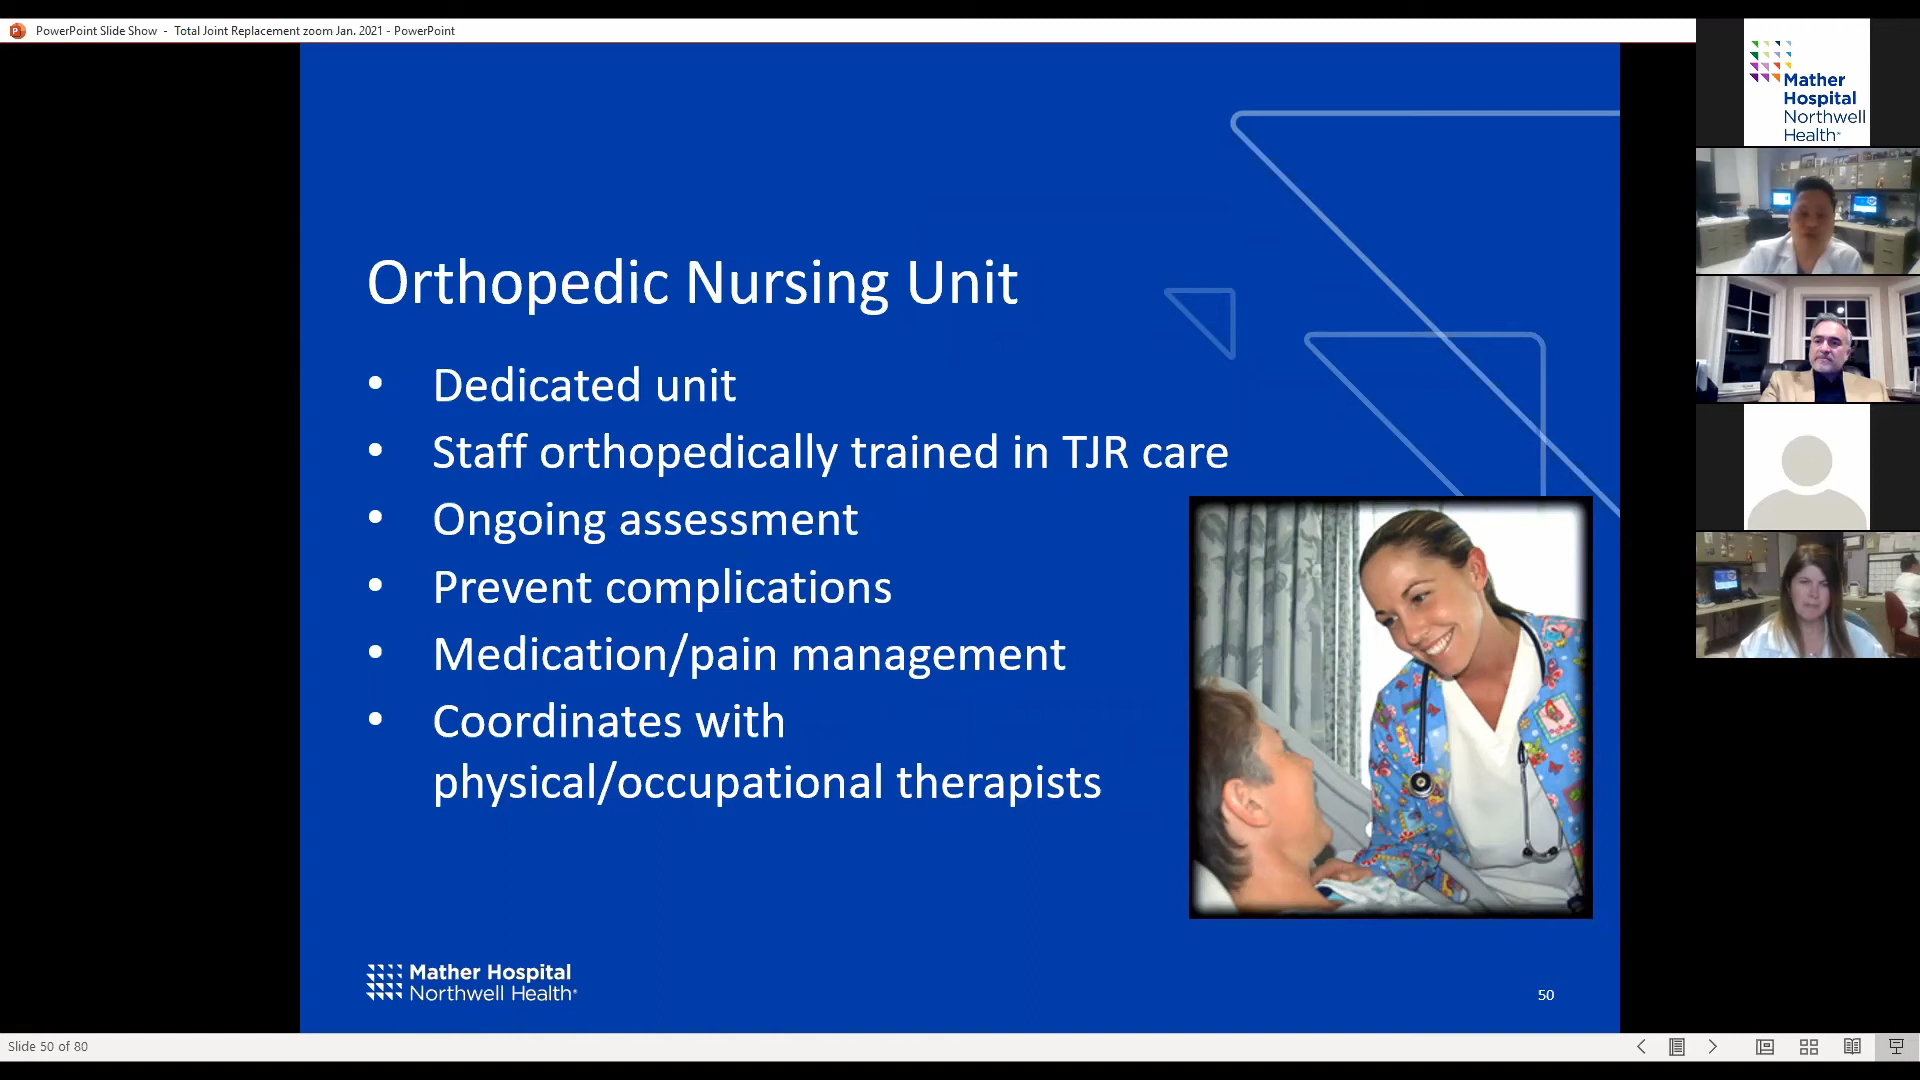 PowerPoint Slide Show - Total Joint Replacement zoom Jan. 2021 - PowerPoint
Mather
Hospital
Northwell
Health®
Orthopedic Nursing Unit
• Dedicated unit
• Staff orthopedically trained in TJR care
• Ongoing assessment
• Prevent complications
• Medication/pain management
• Coordinates with
physical/occupational therapists
Mather Hospital
Northwell Health®
50
Slide 50 of 80